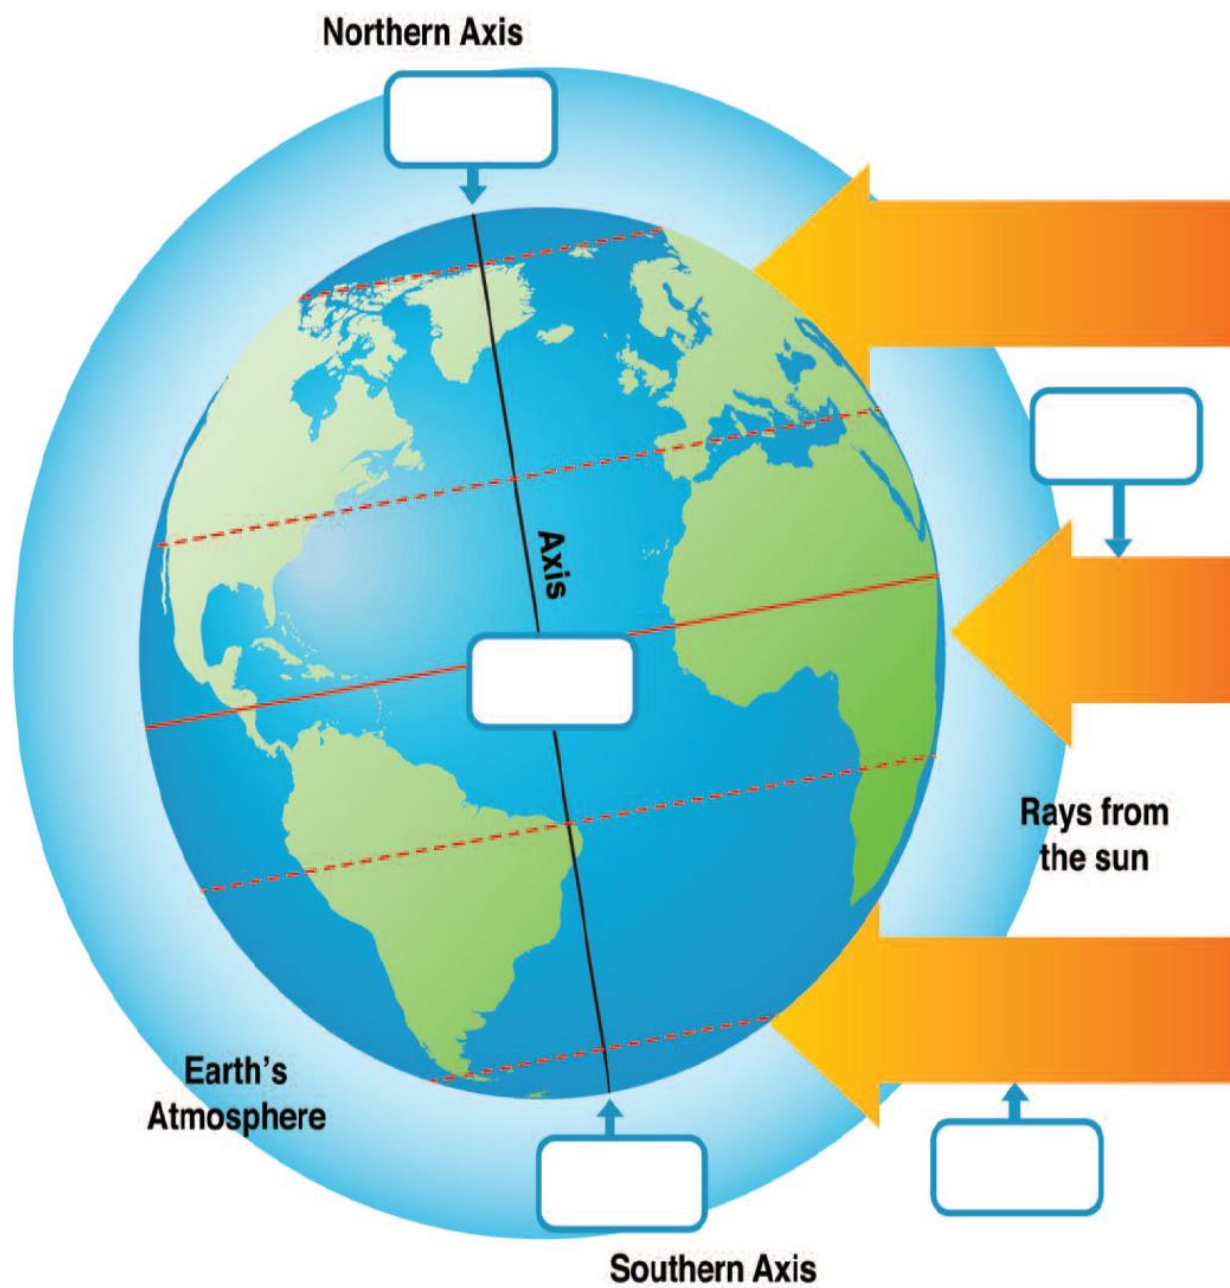 Northern Axis
Axis
Rays from
the sun
Earth's
Atmosphere
Southern Axis